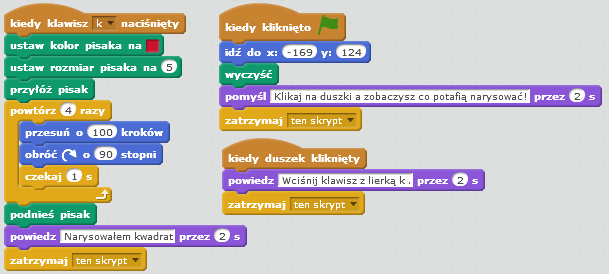 kiedy klawisz k naciśnięty
ustaw kolor pisaka na
ustaw rozmiar pisaka na 5
przyłóż pisak
powtórz 4 razy
przesuń o 100 kroków
obróć o 90 stopni
czekaj 1 s
podnieś pisak
powiedz Narysowałem kwadrat przez 2 s
zatrzymaj ten skrypt
kiedy kliknięto
idź do x: -169 y: 124
wyczyść
pomyśl Klikaj na duszki a zobaczysz co potafią narysować! przez 2 s
zatrzymaj ten skrypt
kiedy duszek kliknięty
powiedz Wciśnij klawisz z lierką k . przez 2 s
zatrzymaj ten skrypt